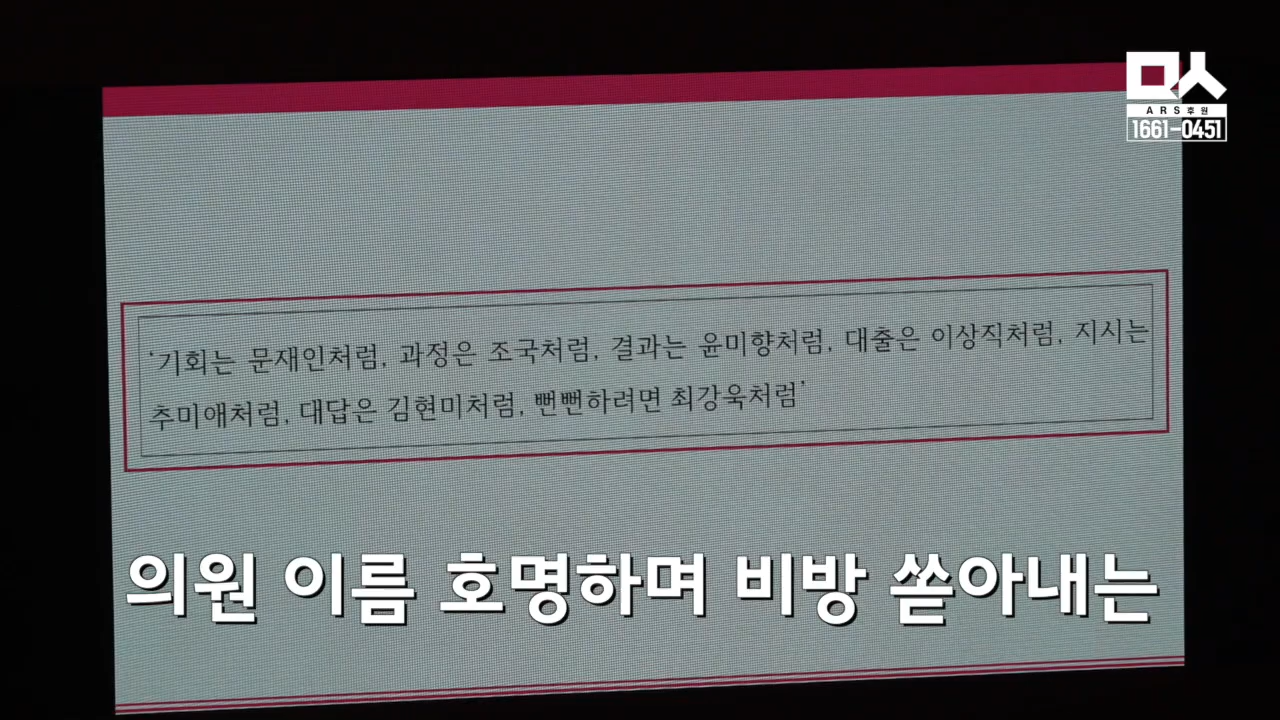 ㅁㅅ
ARS후원
1661-0451
'기회는 문재인처럼, 과정은 조국처럼, 결과는 윤미향처럼, 대출은 이상직처럼, 지시는
추미애처럼, 대답은 김현미처럼, 뻔뻔하려면 최강욱처럼'
의원 이름 호명하며 비방 쏟아내는